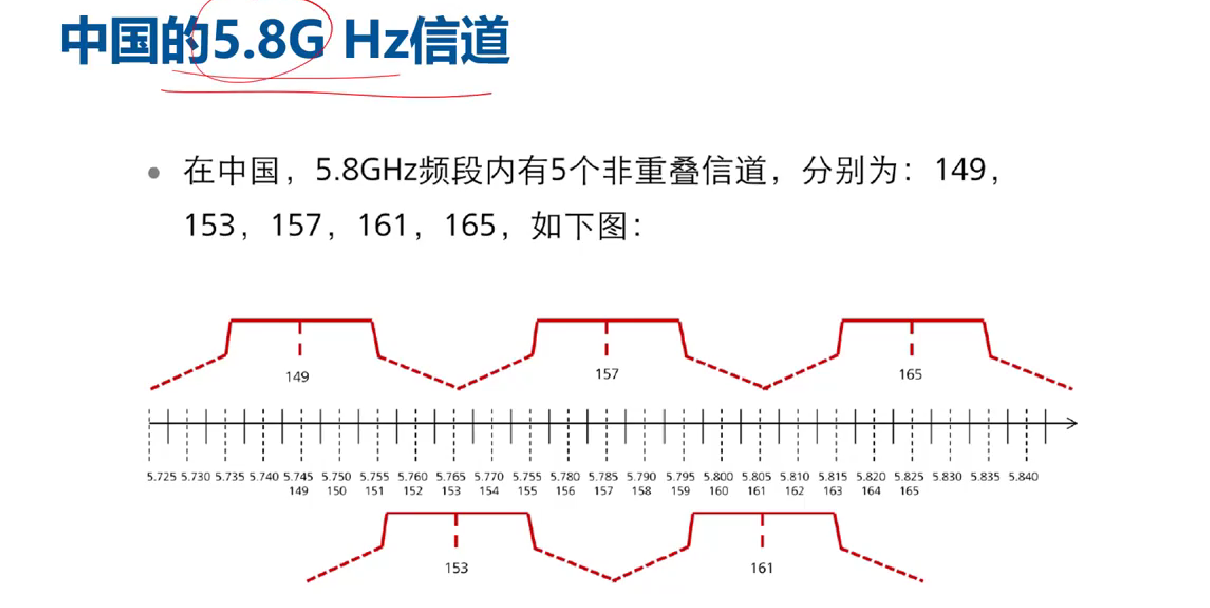 中国的5.8G Hz信道
在中国，5.8GHz频段内有5个非重叠信道，分别为：149，
153，157，161，165，如下图：
149 157 165
5.725 5.730 5.735 5.740 5.745 5.750 5.755 5.760 5.765 5.770 5.755 5.780 5.785 5.790 5.795 5.800 5.805 5.810 5.815 5.820 5.825 5.830 5.835 5.840
149 150 151 152 153 154 155 156 157 158 159 160 161 162 163 164 165
153 161